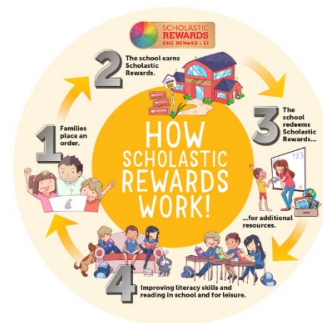 SCHOLASTIC
REWARDS
ONE REWARD = $1
2
The school earns
Scholastic
Rewards.
1
Families
place an
order.
HOW
SCHOLASTIC
REWARDS
WORK!
3
The
school
redeems
Scholastic
Rewards...
123
...for additional
resources.
4
Improving literacy skills and
reading in school and for leisure.